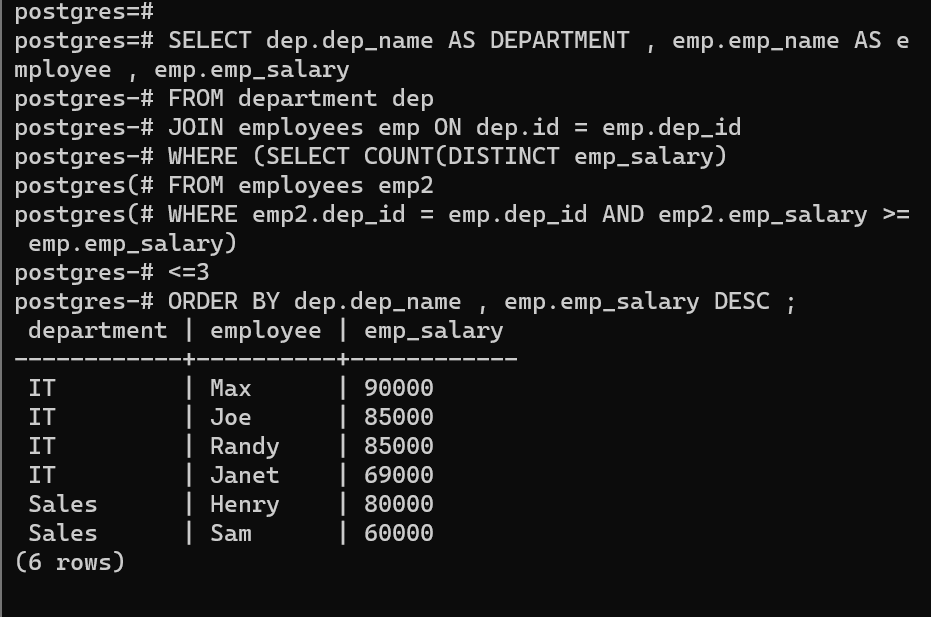 postgres=#
postgres=# SELECT dep.dep_name AS DEPARTMENT , emp.emp_name AS e
mployee , emp.emp_salary
postgres-# FROM department dep
postgres-# JOIN employees emp ON dep.id = emp.dep_id
postgres-# WHERE (SELECT COUNT(DISTINCT emp_salary)
postgres(# FROM employees emp2
postgres(# WHERE emp2.dep_id = emp.dep_id AND emp2.emp_salary >=
 emp.emp_salary)
postgres-# <=3
postgres-# ORDER BY dep.dep_name , emp.emp_salary DESC ;
 department | employee | emp_salary
------------+----------+------------
 IT         | Max      | 90000
 IT         | Joe      | 85000
 IT         | Randy    | 85000
 IT         | Janet    | 69000
 Sales      | Henry    | 80000
 Sales      | Sam      | 60000
(6 rows)